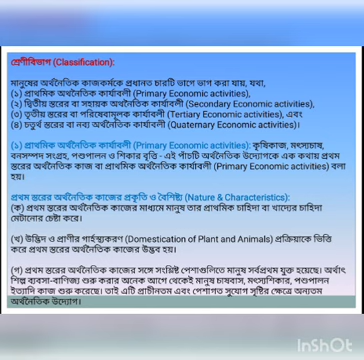 শ্রেণীবিভাগ (Classification):
মানুষের অর্থনৈতিক কাজকর্মকে প্রধানত চারটি ভাগে ভাগ করা যায়, যথা,
(১) প্রাথমিক অর্থনৈতিক কার্যাবলী (Primary Economic activities),
(২) দ্বিতীয় স্তরের বা সহায়ক অর্থনৈতিক কার্যাবলী (Secondary Economic activities),
(৩) তৃতীয় স্তরের বা পরিষেবামূলক কার্যাবলী (Tertiary Economic activities), এবং
(৪) চতুর্থ স্তরের বা নব্য অর্থনৈতিক কার্যাবলী (Quaternary Economic activities)।
(১) প্রাথমিক অর্থনৈতিক কার্যাবলী (Primary Economic activities): কৃষিকাজ, মৎস্যচাষ,
বনসম্পদ সংগ্রহ, পশুপালন ও শিকার বৃত্তি - এই পাঁচটি অর্থনৈতিক উদ্যোগকে এক কথায় প্রথম
স্তরের অর্থনৈতিক কাজ বা প্রাথমিক অর্থনৈতিক কার্যাবলী (Primary Economic activities) বলা
হয়।
প্রথম স্তরের অর্থনৈতিক কাজের প্রকৃতি ও বৈশিষ্ট্য (Nature & Characteristics):
(ক) প্রথম স্তরের অর্থনৈতিক কাজের মাধ্যমে মানুষ তার প্রাথমিক চাহিদা বা খাদ্যের চাহিদা
মেটানোর চেষ্টা করে।
(খ) উদ্ভিদ ও প্রাণীর গার্হস্থ্যকরণ (Domestication of Plant and Animals) প্রক্রিয়াকে ভিত্তি
করে প্রথম স্তরের অর্থনৈতিক কাজের উদ্ভব হয়।
(গ) প্রথম স্তরের অর্থনৈতিক কাজের সঙ্গে সংশ্লিষ্ট পেশাগুলিতে মানুষ সর্বপ্রথম যুক্ত হয়েছে। অর্থাৎ
শিল্প ব্যবসা-বাণিজ্য শুরু করার অনেক আগে থেকেই মানুষ চাষবাস, মৎস্যশিকার, পশুপালন
ইত্যাদি কাজ শুরু করেছে। তাই এটি প্রাচীনতম এবং পেশাগত সুযোগ সৃষ্টির ক্ষেত্রে অন্যতম
অর্থনৈতিক উদ্যোগ।
InShOt